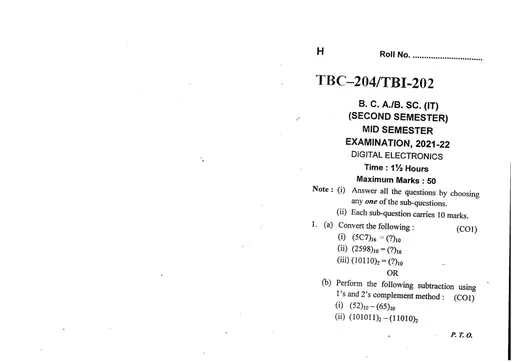 H Roll No. ..............................
TBC–204/TBI-202
B. C. A./B. SC. (IT)
(SECOND SEMESTER)
MID SEMESTER
EXAMINATION, 2021-22
DIGITAL ELECTRONICS
Time : 1½ Hours
Maximum Marks : 50
Note : (i) Answer all the questions by choosing
any one of the sub-questions.
(ii) Each sub-question carries 10 marks.
1. (a) Convert the following : (CO1)
(i) (5C7)₁₆ = (?)₁₀
(ii) (2598)₁₀ = (?)₁₆
(iii) (10110)₂ = (?)₁₀
OR
(b) Perform the following subtraction using
1's and 2's complement method : (CO1)
(i) (52)₁₀ – (65)₁₀
(ii) (101011)₂ – (11010)₂
P. T. O.